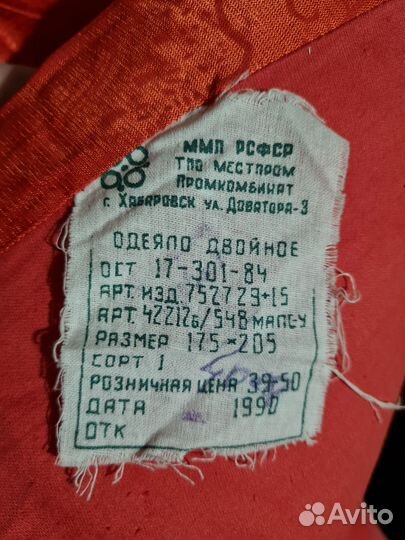 ММП РСФСР
ТПО МЕСТПРОМ
ПРОМКОМБИНАТ
г. ХАБАРОВСК УЛ. ДОВАТОРА-3
ОДЕЯЛО ДВОЙНОЕ
ОСТ 17-301-84
АРТ. ИЗД. 752729+15
АРТ. 422126/548 МАПСУ
РАЗМЕР 175×205
СОРТ 1
РОЗНИЧНАЯ ЦЕНА 39-50
ДАТА 1990
ОТК
Avito